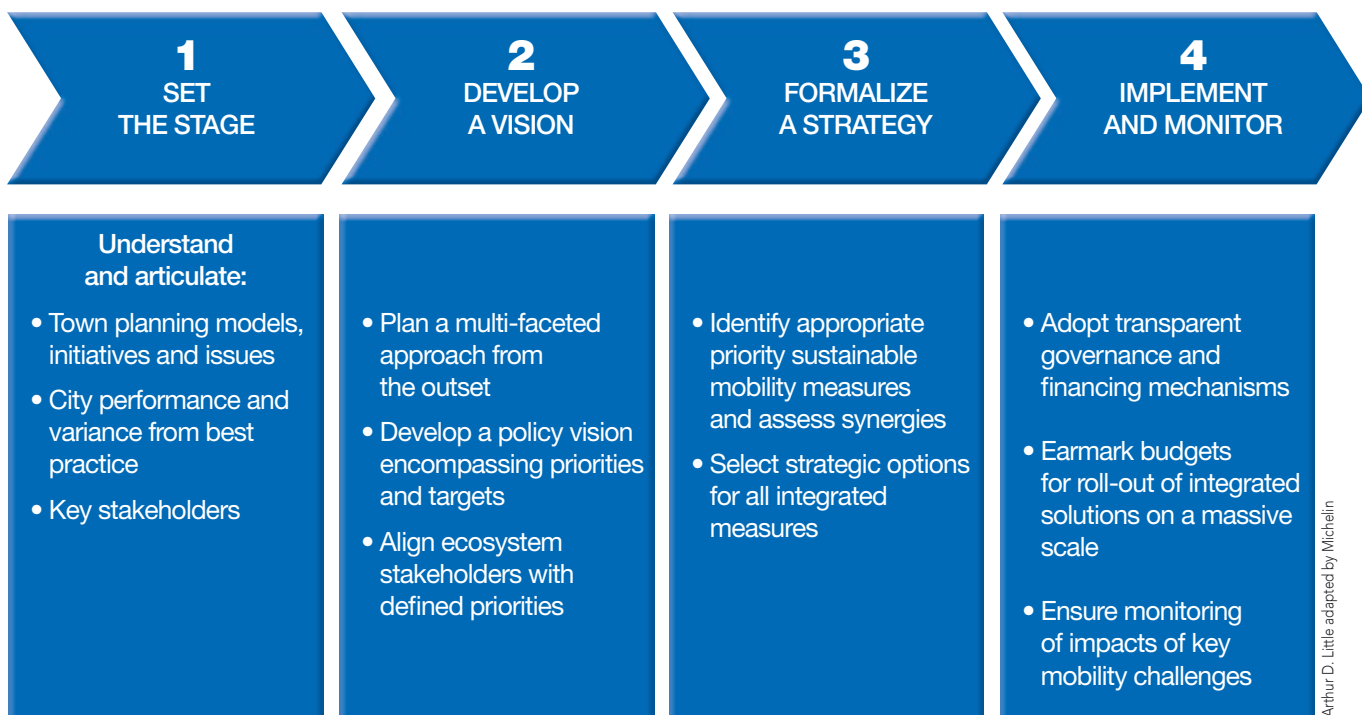 1
SET
THE STAGE
2
DEVELOP
A VISION
3
FORMALIZE
A STRATEGY
4
IMPLEMENT
AND MONITOR
Understand
and articulate:
• Town planning models,
initiatives and issues
• City performance and
variance from best
practice
• Key stakeholders
• Plan a multi-faceted
approach from
the outset
• Develop a policy vision
encompassing priorities
and targets
• Align ecosystem
stakeholders with
defined priorities
• Identify appropriate
priority sustainable
mobility measures
and assess synergies
• Select strategic options
for all integrated
measures
• Adopt transparent
governance and
financing mechanisms
• Earmark budgets
for roll-out of integrated
solutions on a massive
scale
• Ensure monitoring
of impacts of key
mobility challenges
Arthur D. Little adapted by Michelin